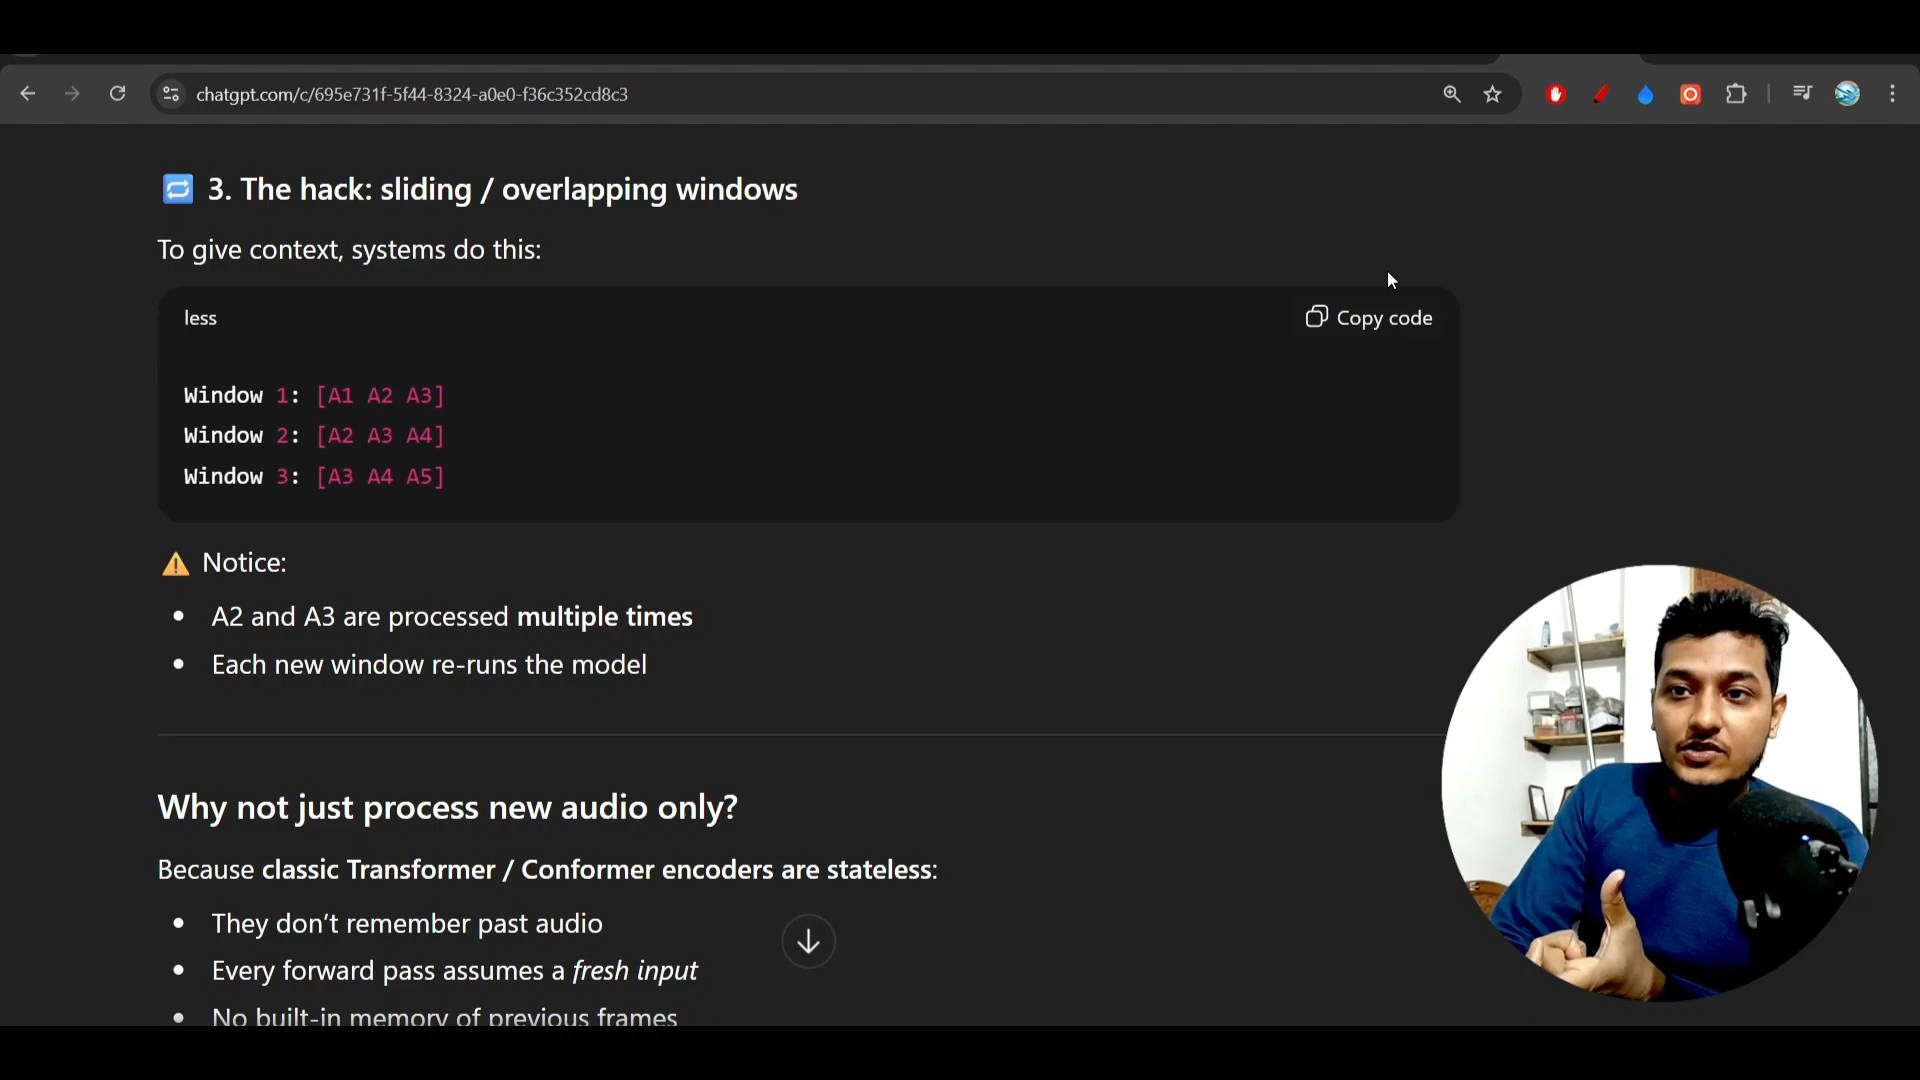 chatgpt.com/c/695e731f-5f44-8324-a0e0-f36c352cd8c3
3. The hack: sliding / overlapping windows
To give context, systems do this:
less
Copy code
Window 1: [A1 A2 A3]
Window 2: [A2 A3 A4]
Window 3: [A3 A4 A5]
Notice:
• A2 and A3 are processed multiple times
• Each new window re-runs the model
Why not just process new audio only?
Because classic Transformer / Conformer encoders are stateless:
• They don’t remember past audio
• Every forward pass assumes a fresh input
• No built-in memory of previous frames